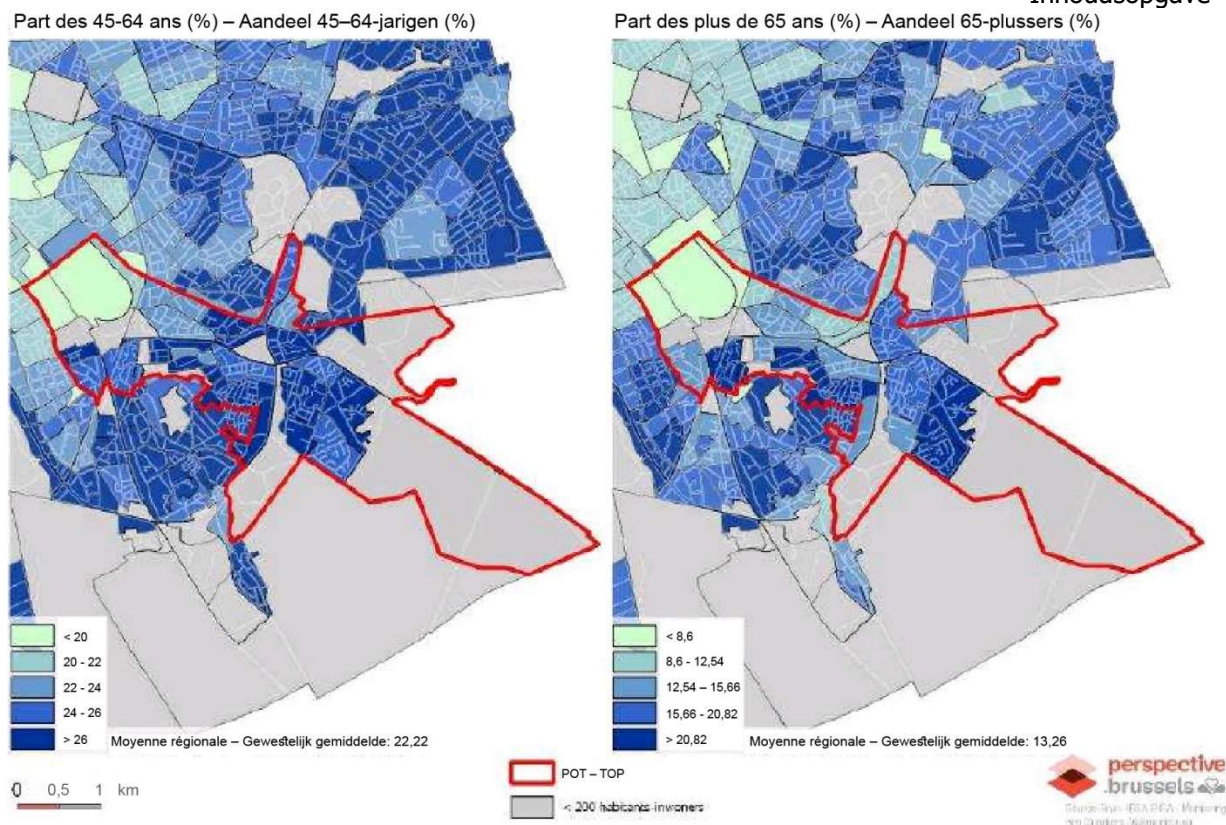 Inhoudsopgave
Part des 45-64 ans (%) – Aandeel 45–64-jarigen (%)
Part des plus de 65 ans (%) – Aandeel 65-plussers (%)
< 20
20 - 22
22 - 24
24 - 26
> 26
Moyenne régionale – Gewestelijk gemiddelde: 22,22
< 8,6
8,6 - 12,54
12,54 – 15,66
15,66 - 20,82
> 20,82
Moyenne régionale – Gewestelijk gemiddelde: 13,26
0 0,5 1 km
POT – TOP
< 200 habitants-inwoners
perspective
.brussels